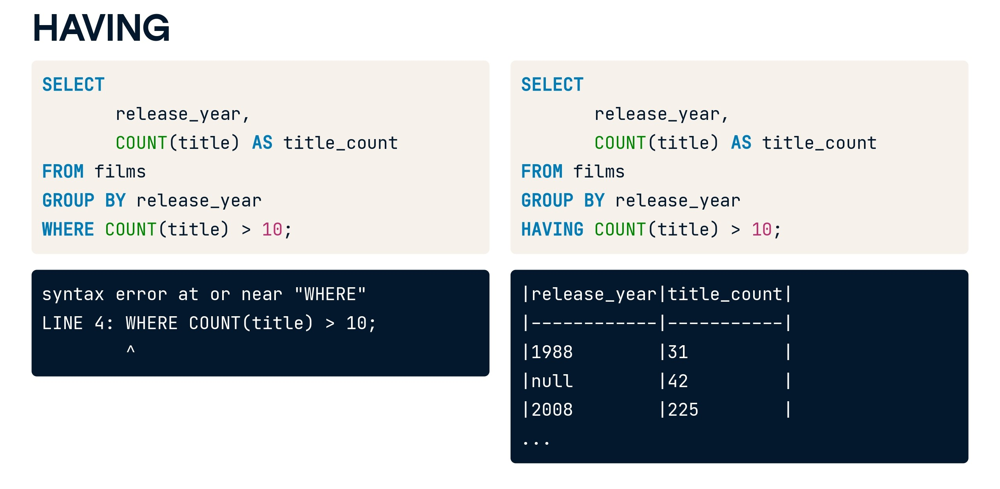 HAVING
SELECT
release_year,
COUNT(title) AS title_count
FROM films
GROUP BY release_year
WHERE COUNT(title) > 10;
syntax error at or near "WHERE"
LINE 4: WHERE COUNT(title) > 10;
^
SELECT
release_year,
COUNT(title) AS title_count
FROM films
GROUP BY release_year
HAVING COUNT(title) > 10;
|release_year|title_count|
|------------|-----------|
|1988        |31         |
|null        |42         |
|2008        |225        |
...